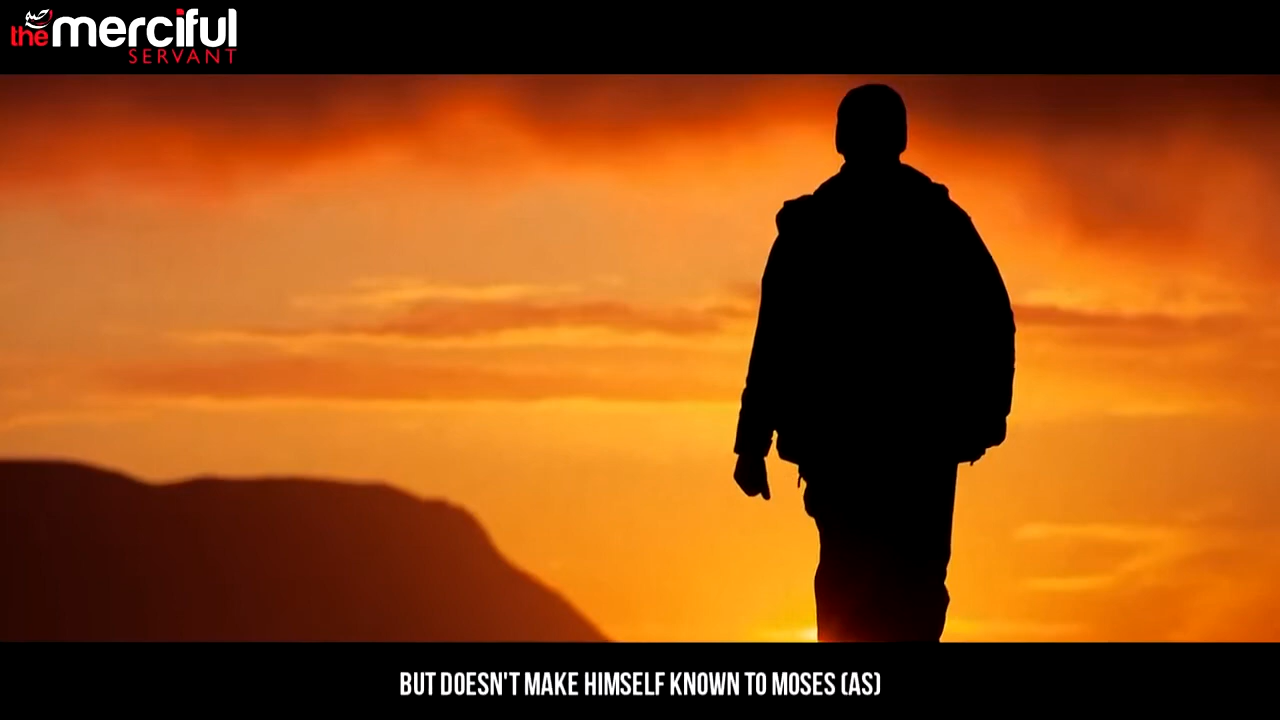 the merciful
SERVANT
BUT DOESN'T MAKE HIMSELF KNOWN TO MOSES (AS)